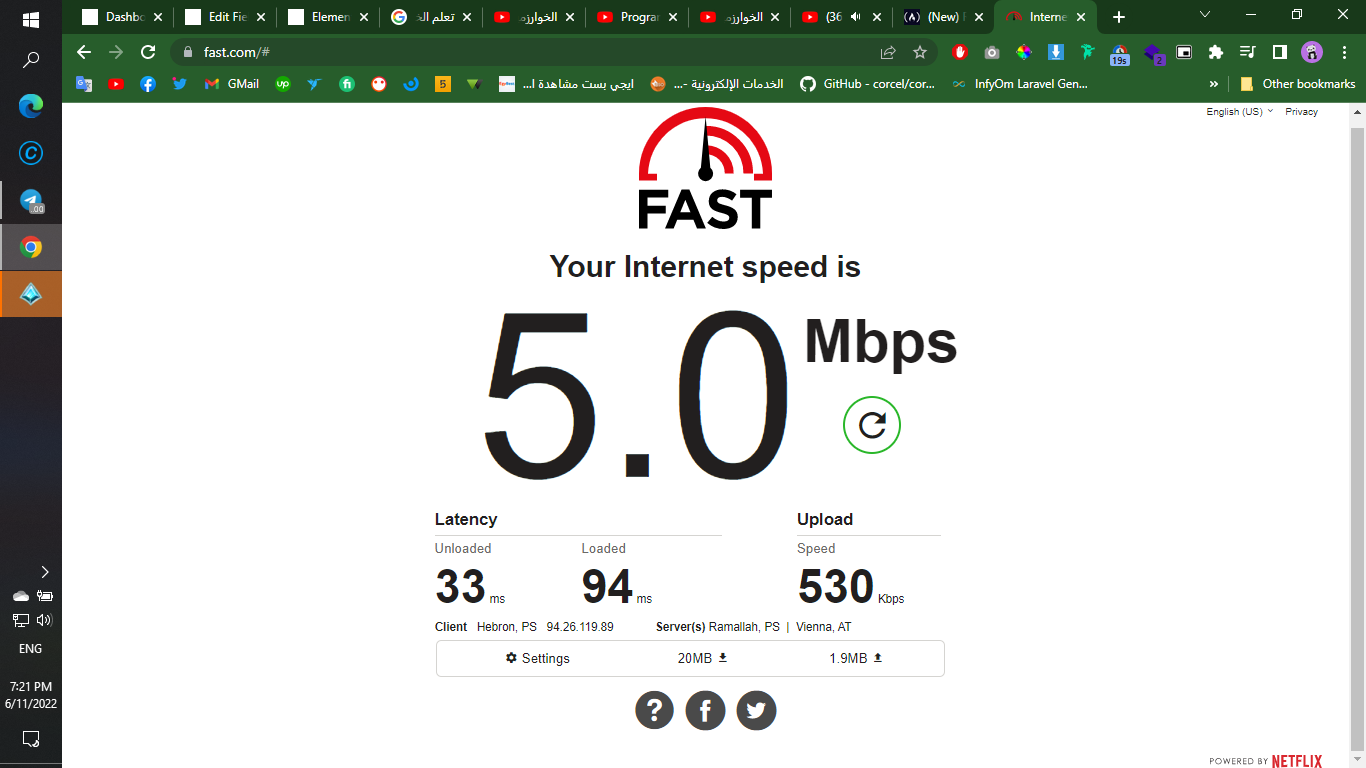 Dashbo
Edit Fie
Elemen
تعلم الخ
الخوارزم
Program
الخوارزم
(36
(New)
Interne
fast.com/#
19s
2
GMail
5
ايجي بست مشاهدة ا...
الخدمات الإلكترونية -...
GitHub - corcel/cor...
InfyOm Laravel Gen...
»
Other bookmarks
English (US)
Privacy
FAST
Your Internet speed is
5.0 Mbps
Latency
Upload
Unloaded
Loaded
Speed
33 ms
94 ms
530 Kbps
Client Hebron, PS 94.26.119.89 Server(s) Ramallah, PS | Vienna, AT
Settings
20MB
1.9MB
?
POWERED BY NETFLIX
ENG
7:21 PM
6/11/2022